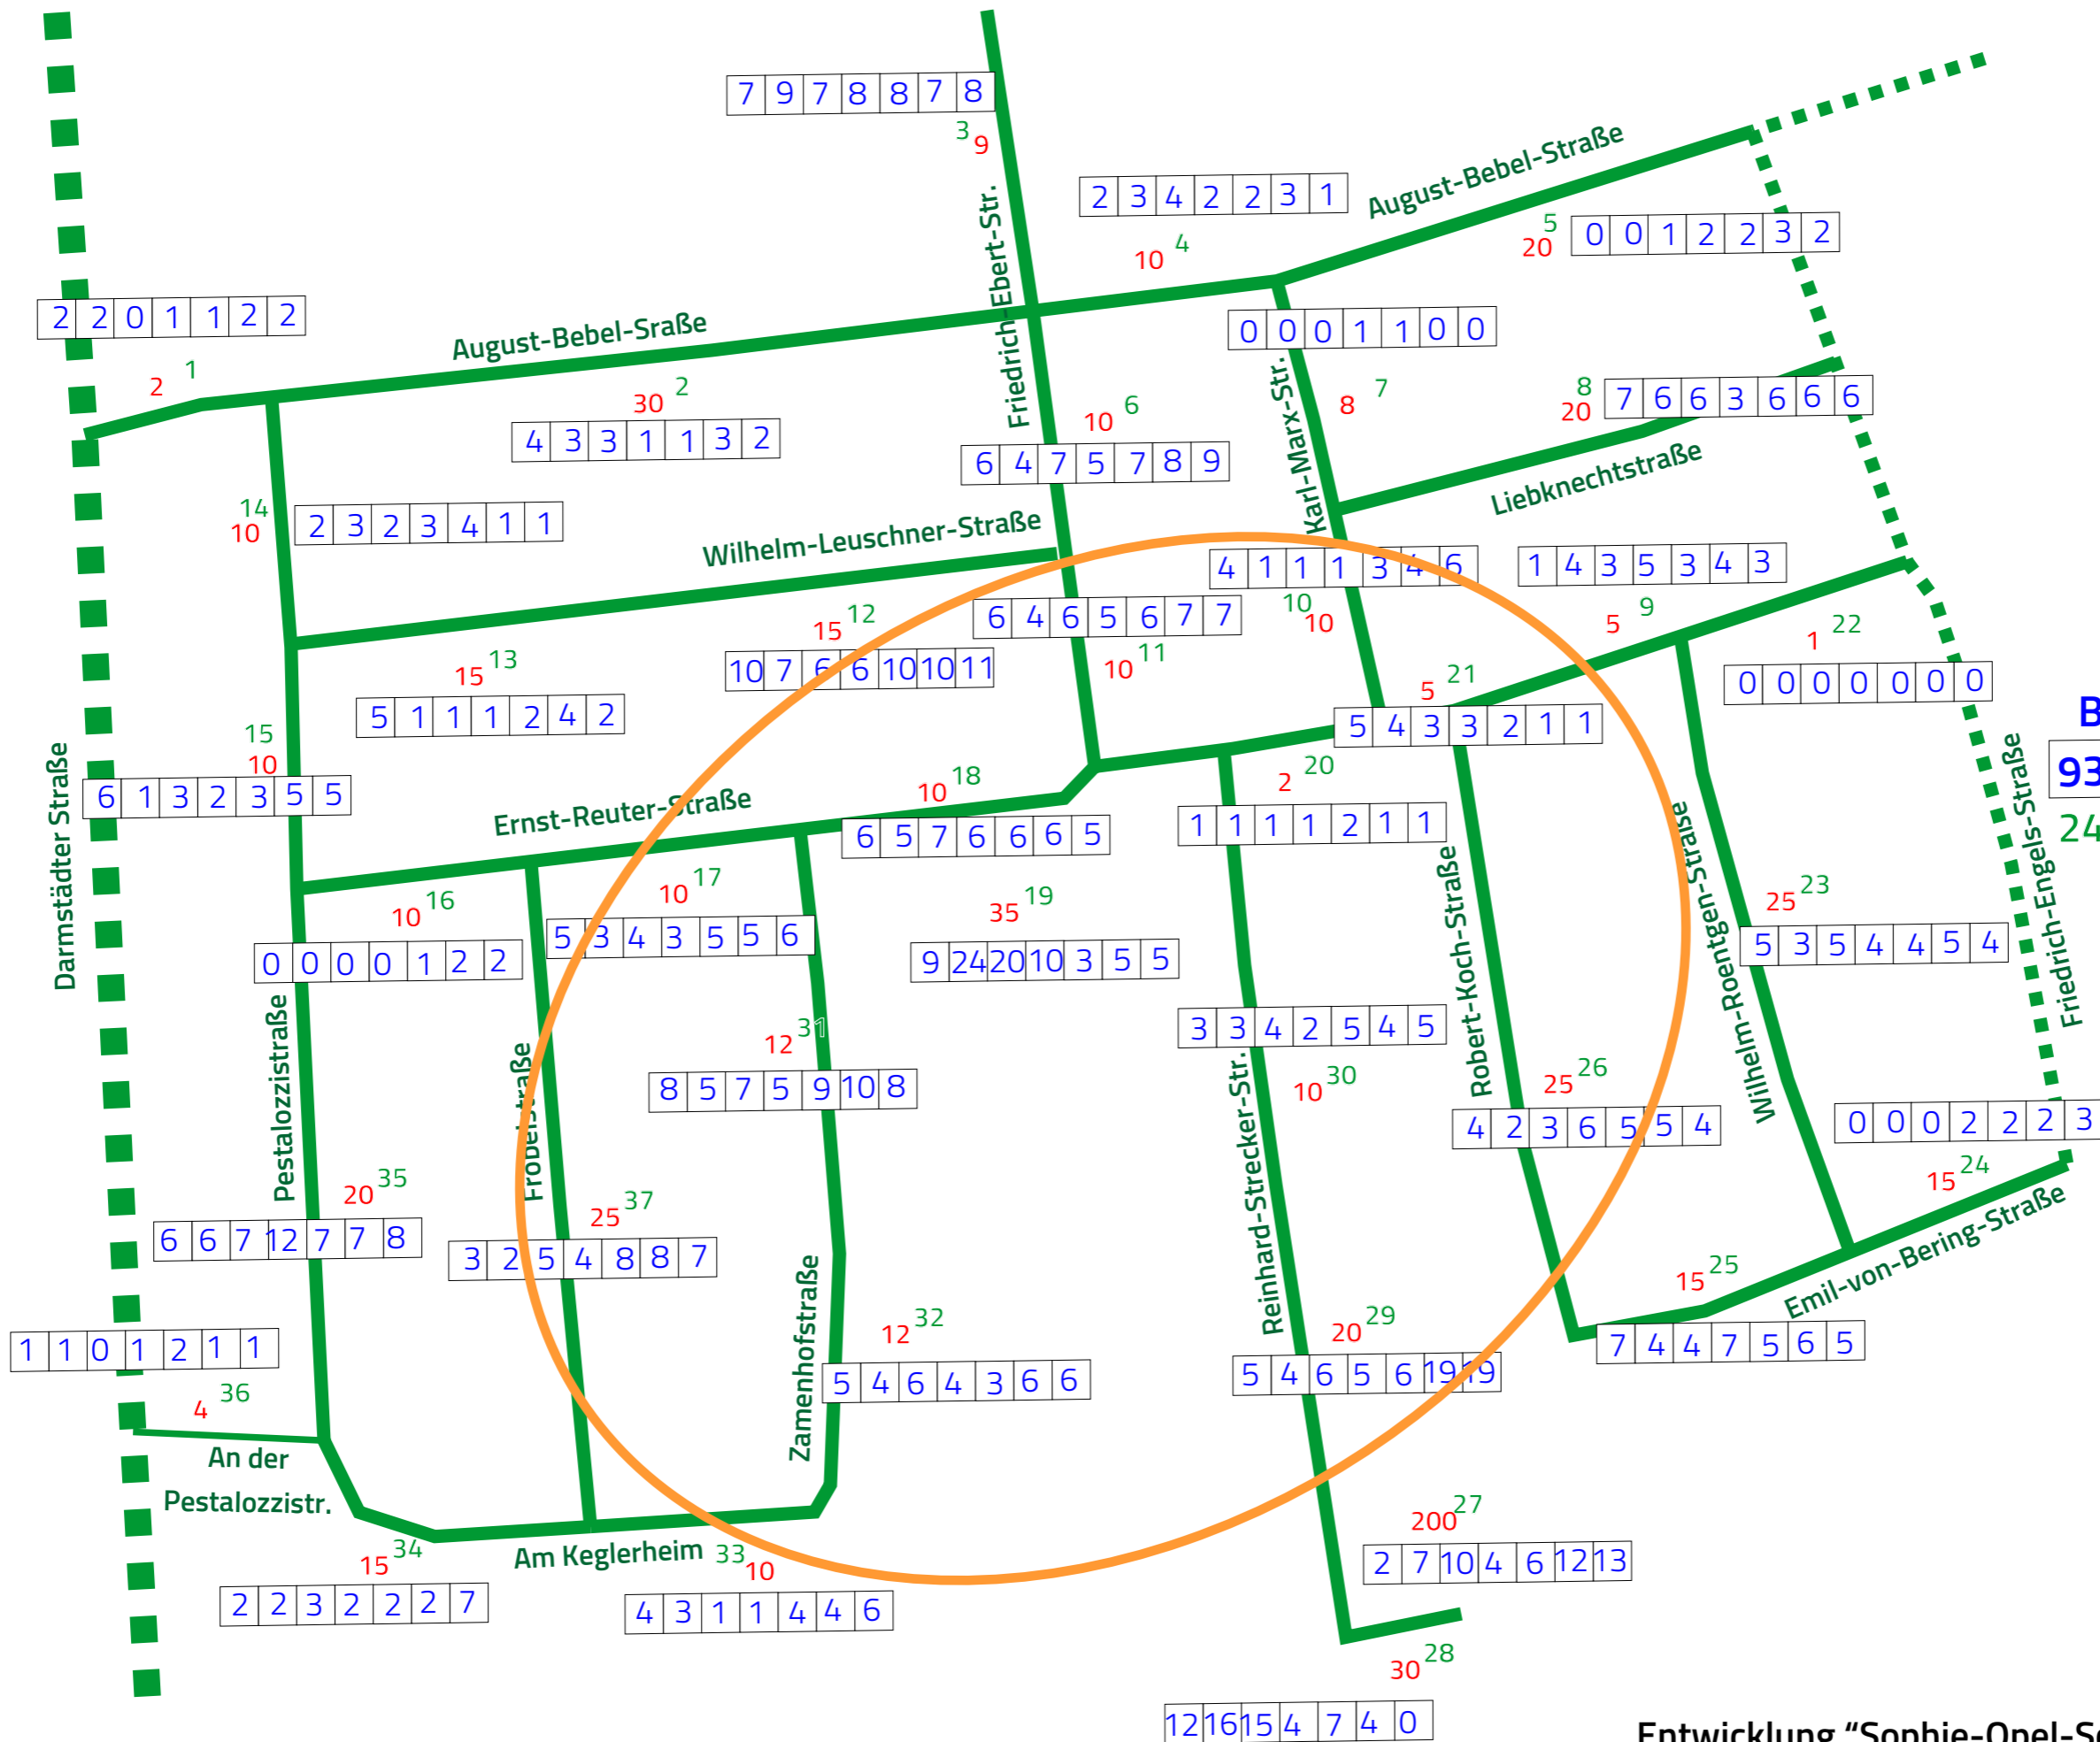 7 9 7 8 8 7 8
3
9
2 3 4 2 2 3 1
August-Bebel-Straße
10 4
5
20
0 0 1 2 2 3 2
2 2 0 1 1 2 2
August-Bebel-Sraße
Friedrich-Ebert-Str.
0 0 0 1 1 0 0
2 1
30 2
4 3 3 1 1 3 2
10 6
6 4 7 5 7 8 9
Karl-Marx-Str.
8 7
8
20
7 6 6 3 6 6 6
Liebknechtstraße
14
10
2 3 2 3 4 1 1
Wilhelm-Leuschner-Straße
4 1 1 1 3 4 6
1 4 3 5 3 4 3
10
10
5 9
1 22
0 0 0 0 0 0 0
15 12
10 7 6 6 10 10 11
6 4 6 5 6 7 7
10 11
15 13
5 1 1 1 2 4 2
5 21
5 4 3 3 2 1 1
15
10
6 1 3 2 3 5 5
Darmstädter Straße
Ernst-Reuter-Straße
10 18
6 5 7 6 6 6 5
2 20
1 1 1 1 2 1 1
B
93
24
Friedrich-Engels-Straße
10 16
0 0 0 0 1 2 2
10 17
5 3 4 3 5 5 6
35 19
9 24 20 10 3 5 5
Robert-Koch-Straße
Wilhelm-Roentgen-Straße
25 23
5 3 5 4 4 5 4
Pestalozzistraße
Fröbelstraße
12 31
8 5 7 5 9 10 8
3 3 4 2 5 4 5
10 30
Reinhard-Strecker-Str.
25 26
4 2 3 6 5 5 4
0 0 0 2 2 2 3
15 24
20 35
6 6 7 12 7 7 8
25 37
3 2 5 4 8 8 7
Zamenhofstraße
15 25
Emil-von-Bering-Straße
7 4 4 7 5 6 5
1 1 0 1 2 1 1
12 32
5 4 6 4 3 6 6
20 29
5 4 6 5 6 19 19
4 36
An der
Pestalozzistr.
200 27
2 7 10 4 6 12 13
15 34
2 2 3 2 2 2 7
Am Keglerheim
33
10
4 3 1 1 4 4 6
30 28
12 16 15 4 7 4 0
Entwicklung “Sophie-Opel-Sc